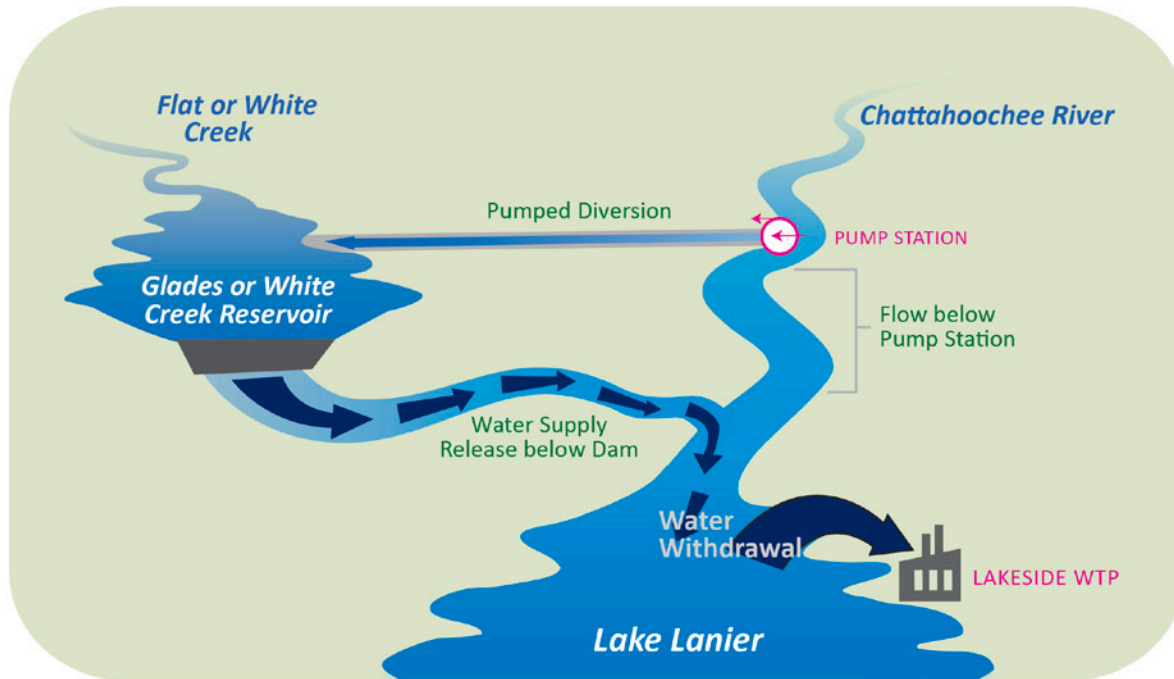 Flat or White
Creek
Chattahoochee River
Pumped Diversion
PUMP STATION
Glades or White
Creek Reservoir
Flow below
Pump Station
Water Supply
Release below Dam
Water
Withdrawal
LAKESIDE WTP
Lake Lanier